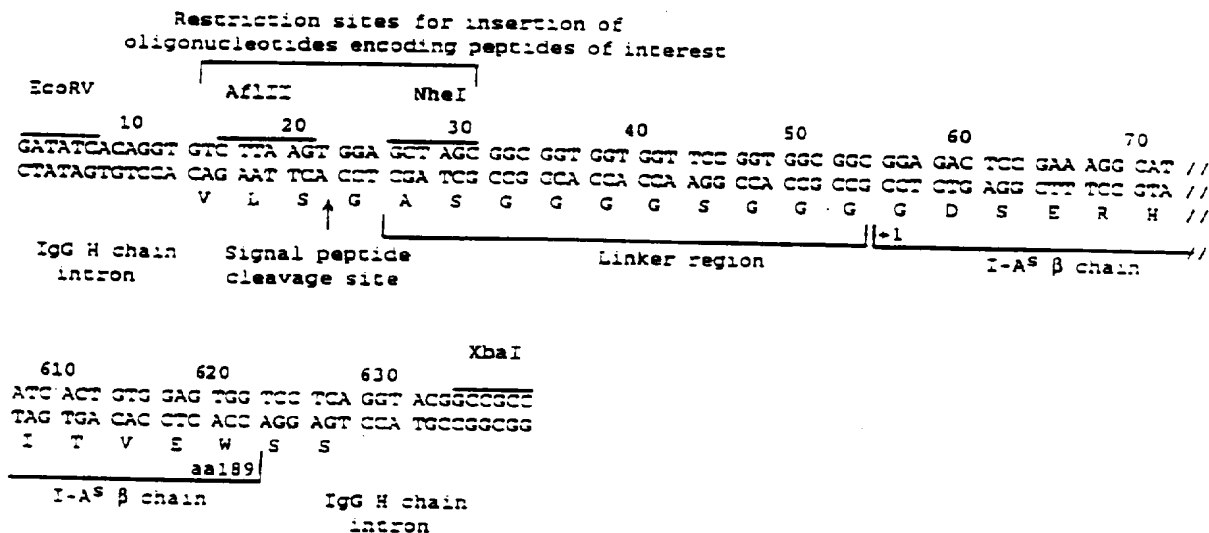 Restriction sites for insertion of
oligonucleotides encoding peptides of interest
EcoRV AflII NheI
10 20 30 40 50 60 70
GATATCACAGGT GTC TTA AGT GGA GCT AGC GGC GGT GGT GGT TCC GGT GGC GGC GGA GAC TCC GAA AGG CAT //
CTATAGTGTCCA CAG AAT TCA CCT CGA TCG CCG CCA CCA CCA AGG CCA CCG CCG CCT CTG AGG CTT TCC GTA //
V L S G A S G G G G S G G G G D S E R H //
+1
IgG H chain Signal peptide Linker region I-Aˢ β chain
intron cleavage site
XbaI
610 620 630
ATC ACT GTG GAG TGG TCC TCA GGT ACGGCCGCC
TAG TGA CAC CTC ACC AGG AGT CCA TGCCGGCGG
I T V E W S S
aa189
I-Aˢ β chain IgG H chain
intron